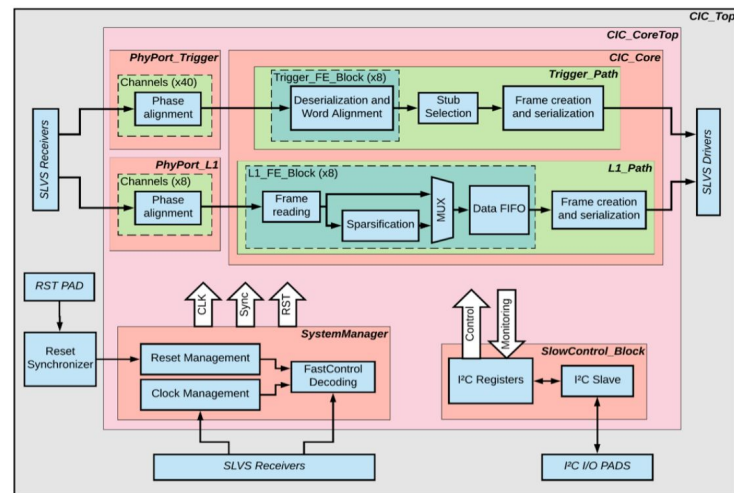 CIC_Top
CIC_CoreTop
PhyPort_Trigger
CIC_Core
Channels (x40)
Trigger_FE_Block (x8)
Trigger_Path
SLVS Receivers
Phase
alignment
Deserialization and
Word Alignment
Stub
Selection
Frame creation
and serialization
SLVS Drivers
PhyPort_L1
L1_FE_Block (x8)
L1_Path
Channels (x8)
Phase
alignment
Frame
reading
Sparsification
MUX
Data FIFO
Frame creation
and serialization
RST PAD
CLK
Sync
RST
Control
Monitoring
SystemManager
SlowControl_Block
Reset
Synchronizer
Reset Management
Clock Management
FastControl
Decoding
I²C Registers
I²C Slave
SLVS Receivers
I²C I/O PADS